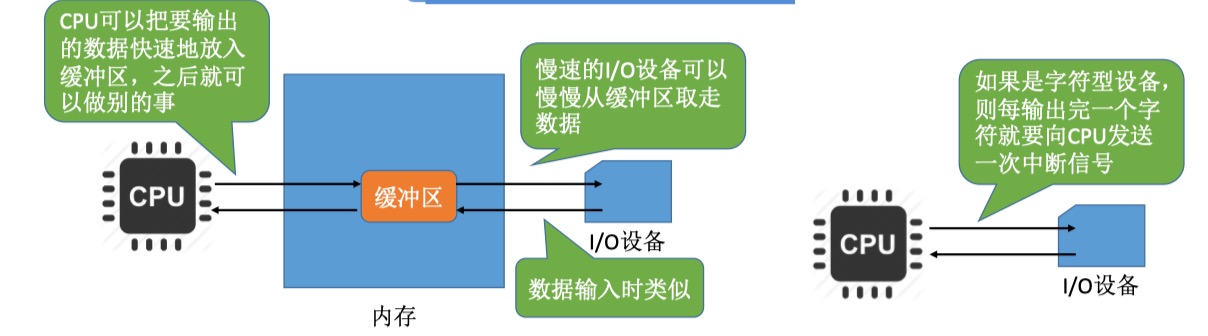 CPU可以把要输出
的数据快速地放入
缓冲区，之后就可
以做别的事
慢速的I/O设备可以
慢慢从缓冲区取走
数据
如果是字符型设备，
则每输出完一个字
符就要向CPU发送
一次中断信号
CPU
缓冲区
I/O设备
数据输入时类似
内存
CPU
I/O设备